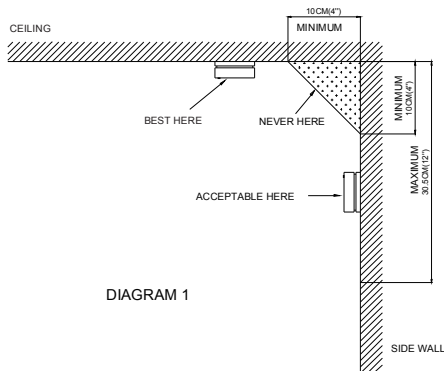 10CM(4")
MINIMUM
CEILING
BEST HERE
NEVER HERE
MINIMUM
10CM(4")
MAXIMUM
30.5CM(12")
ACCEPTABLE HERE
DIAGRAM 1
SIDE WALL